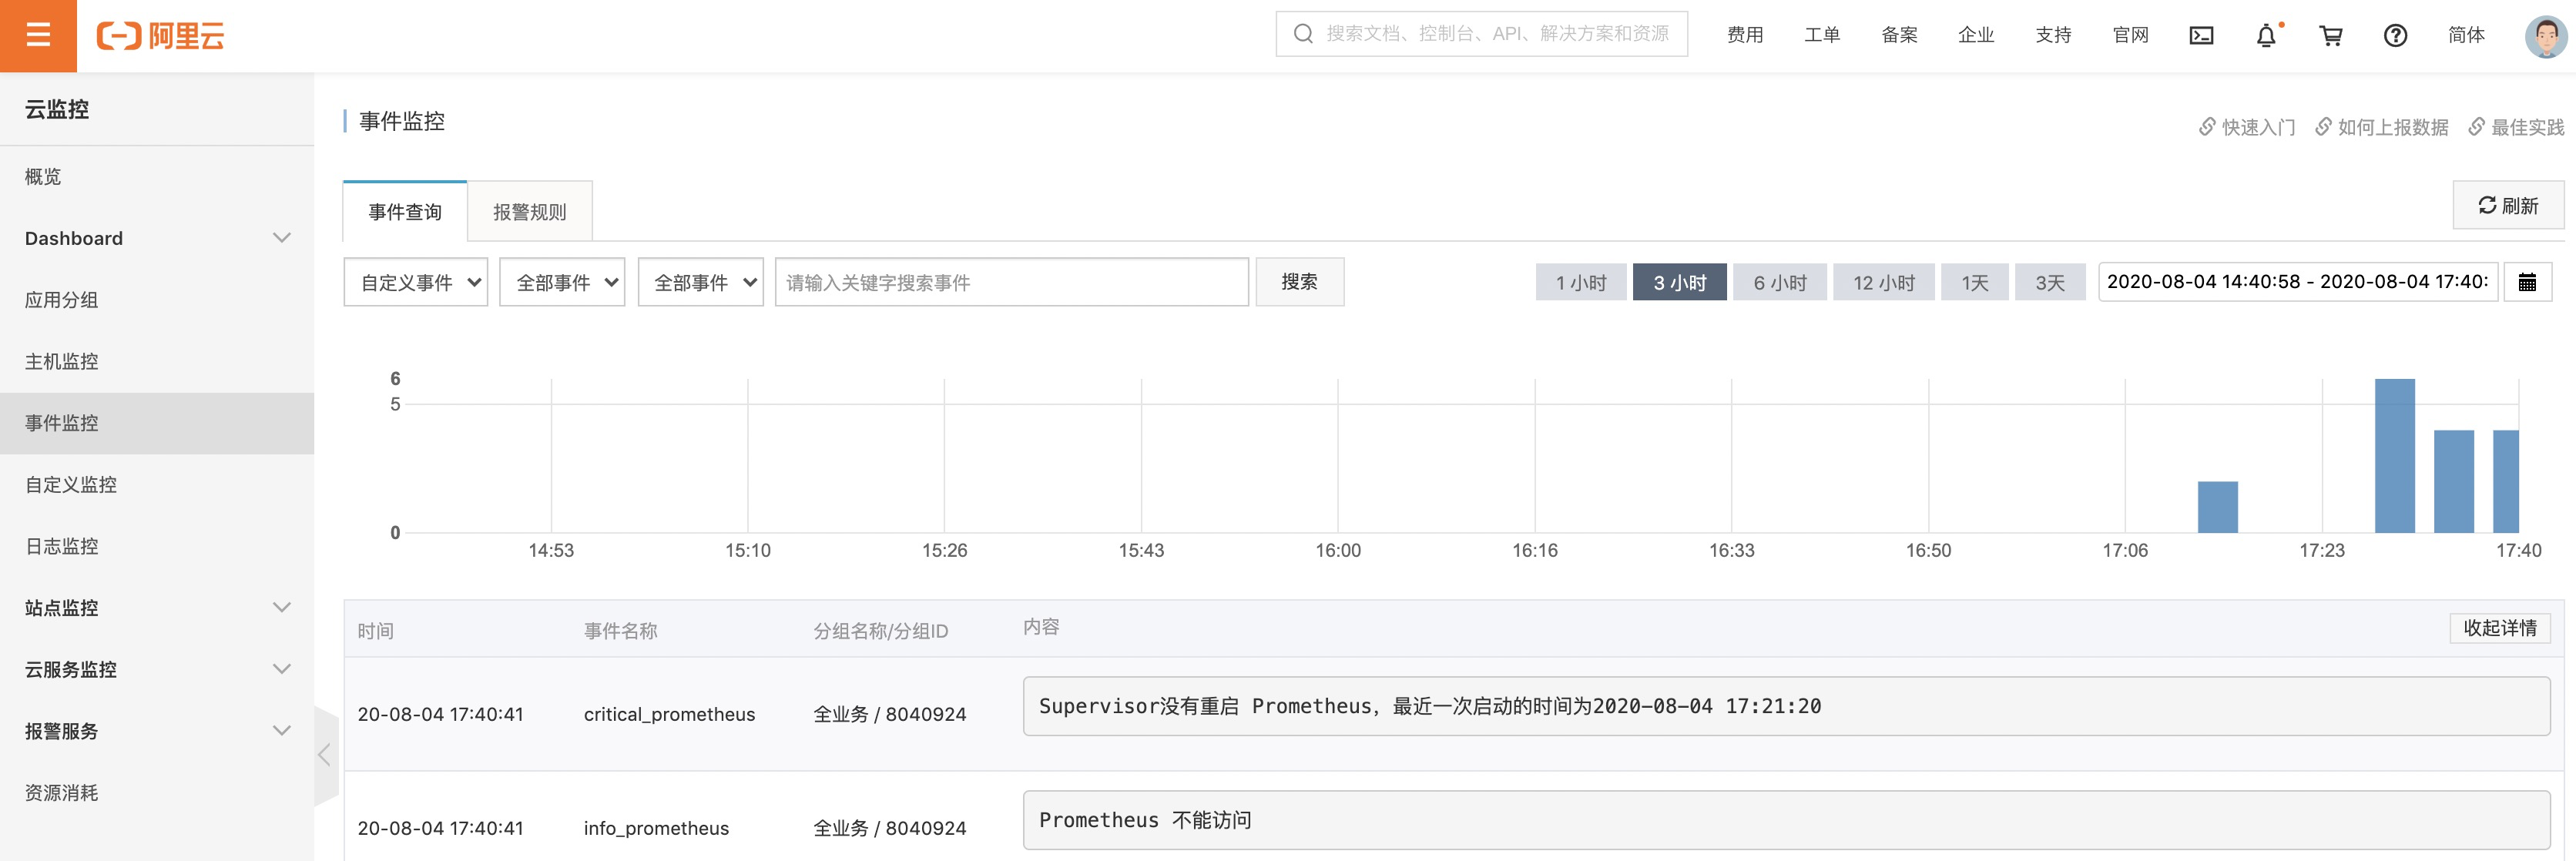 阿里云
搜索文档、控制台、API、解决方案和资源
费用 工单 备案 企业 支持 官网 简体
云监控
概览
Dashboard
应用分组
主机监控
事件监控
自定义监控
日志监控
站点监控
云服务监控
报警服务
资源消耗
事件监控
快速入门 如何上报数据 最佳实践
事件查询 报警规则
刷新
自定义事件 全部事件 全部事件 请输入关键字搜索事件 搜索
1 小时 3 小时 6 小时 12 小时 1天 3天 2020-08-04 14:40:58 - 2020-08-04 17:40:
6
5
0
14:53 15:10 15:26 15:43 16:00 16:16 16:33 16:50 17:06 17:23 17:40
时间 事件名称 分组名称/分组ID 内容 收起详情
20-08-04 17:40:41 critical_prometheus 全业务 / 8040924 Supervisor没有重启 Prometheus，最近一次启动的时间为2020-08-04 17:21:20
20-08-04 17:40:41 info_prometheus 全业务 / 8040924 Prometheus 不能访问